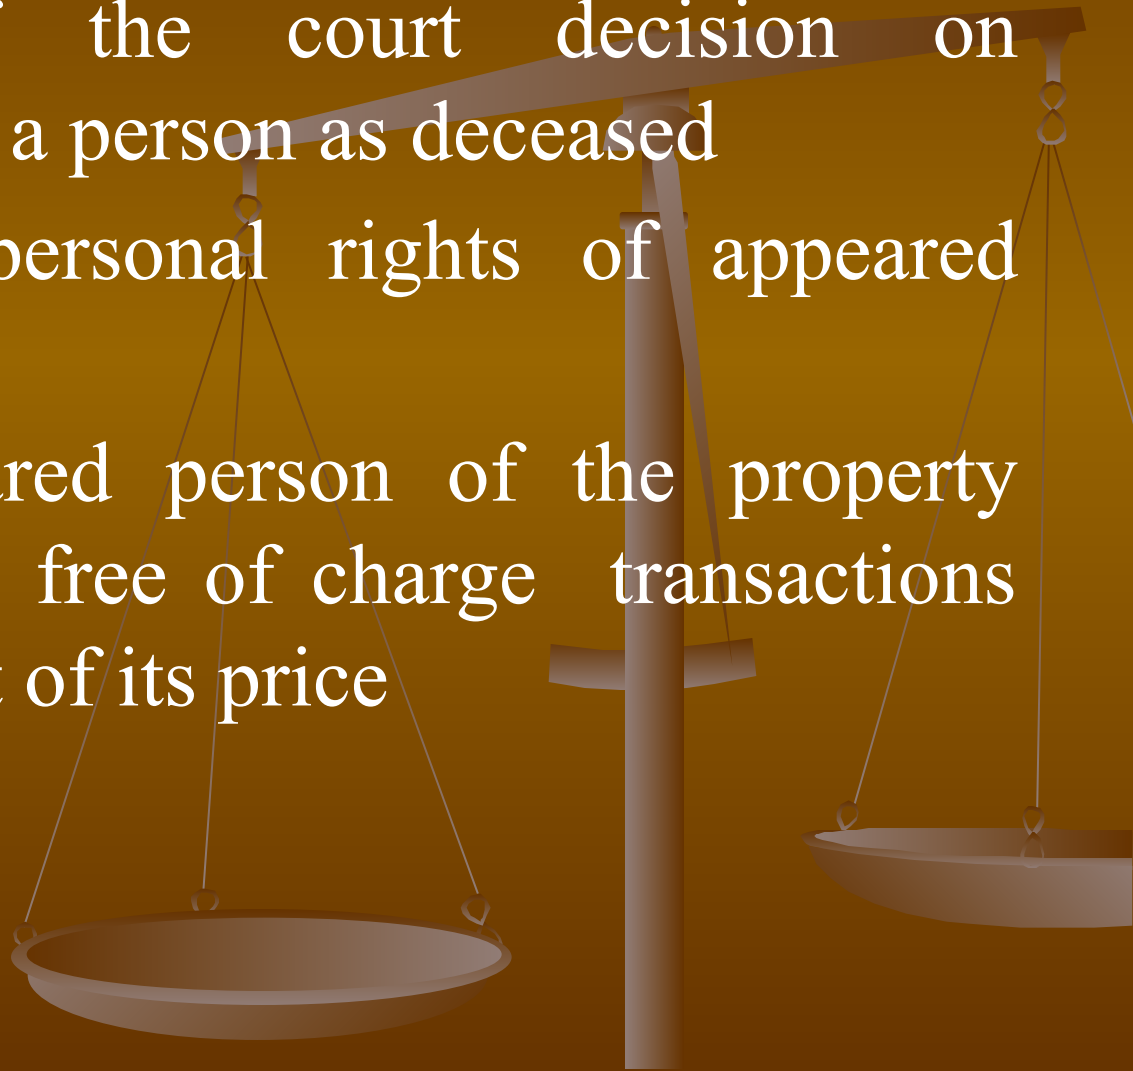 the court decision on
a person as deceased
personal rights of appeared
person of the property
free of charge transactions
of its price